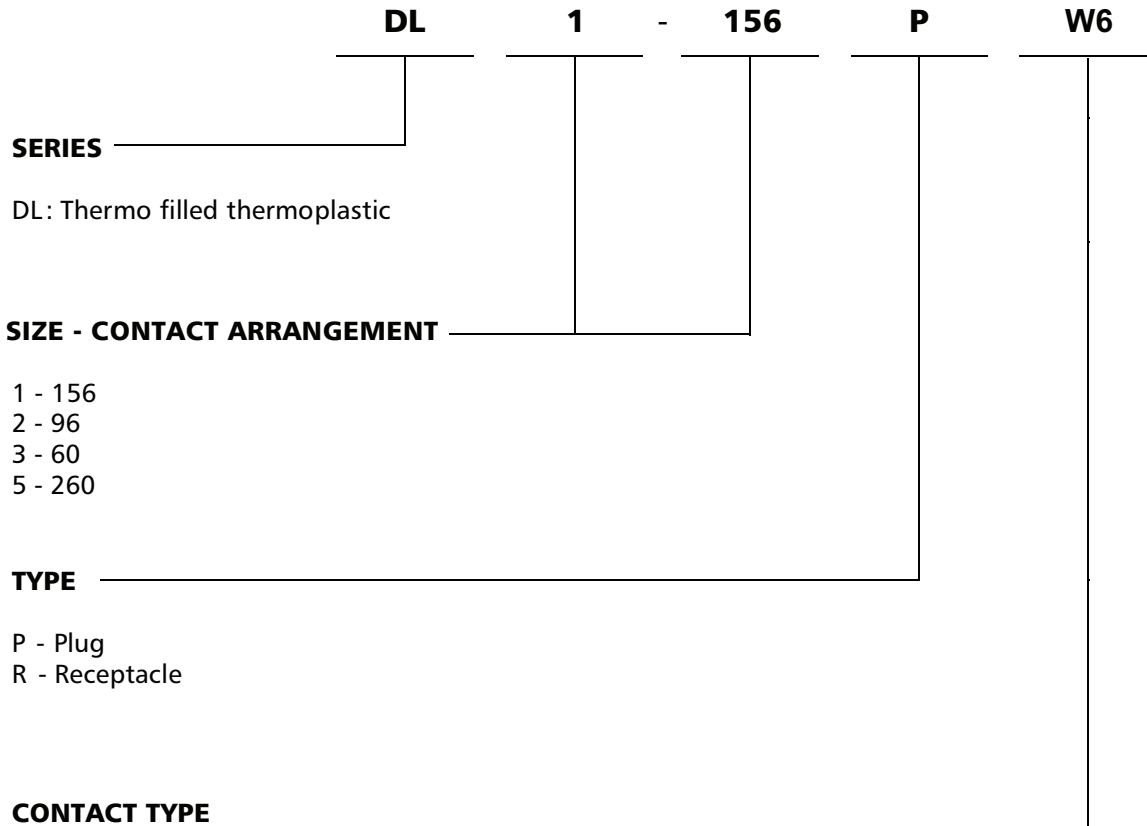 DL 1 - 156 P W6
SERIES
DL: Thermo filled thermoplastic
SIZE - CONTACT ARRANGEMENT
1 - 156
2 - 96
3 - 60
5 - 260
TYPE
P - Plug
R - Receptacle
CONTACT TYPE